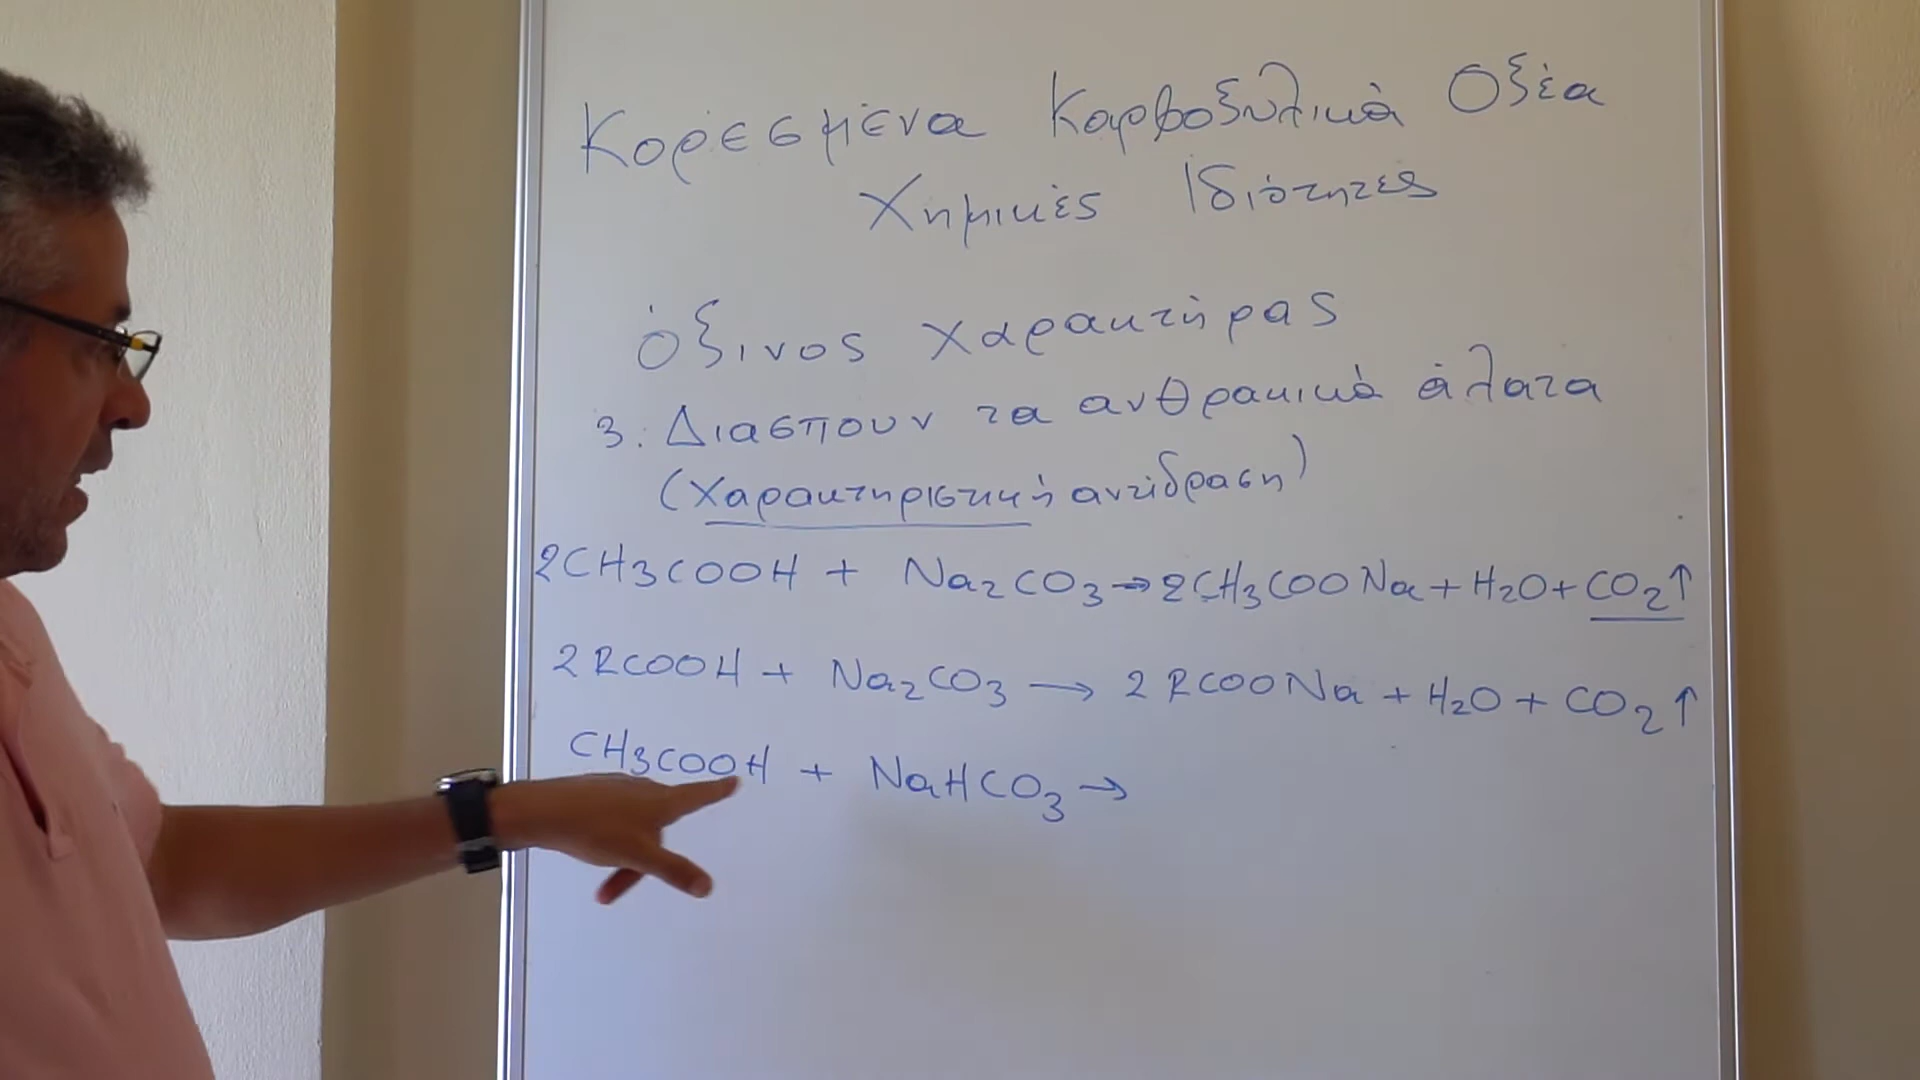 Κορεσμένα Καρβοξυλικά Οξέα
Χημικές Ιδιότητες
όξινος χαρακτήρας
3. Διασπούν τα ανθρακικά άλατα
(χαρακτηριστική αντίδραση)
2CH3COOH + Na2CO3 → 2CH3COONa + H2O + CO2↑
2RCOOH + Na2CO3 → 2RCOONa + H2O + CO2↑
CH3COOH + NaHCO3 →